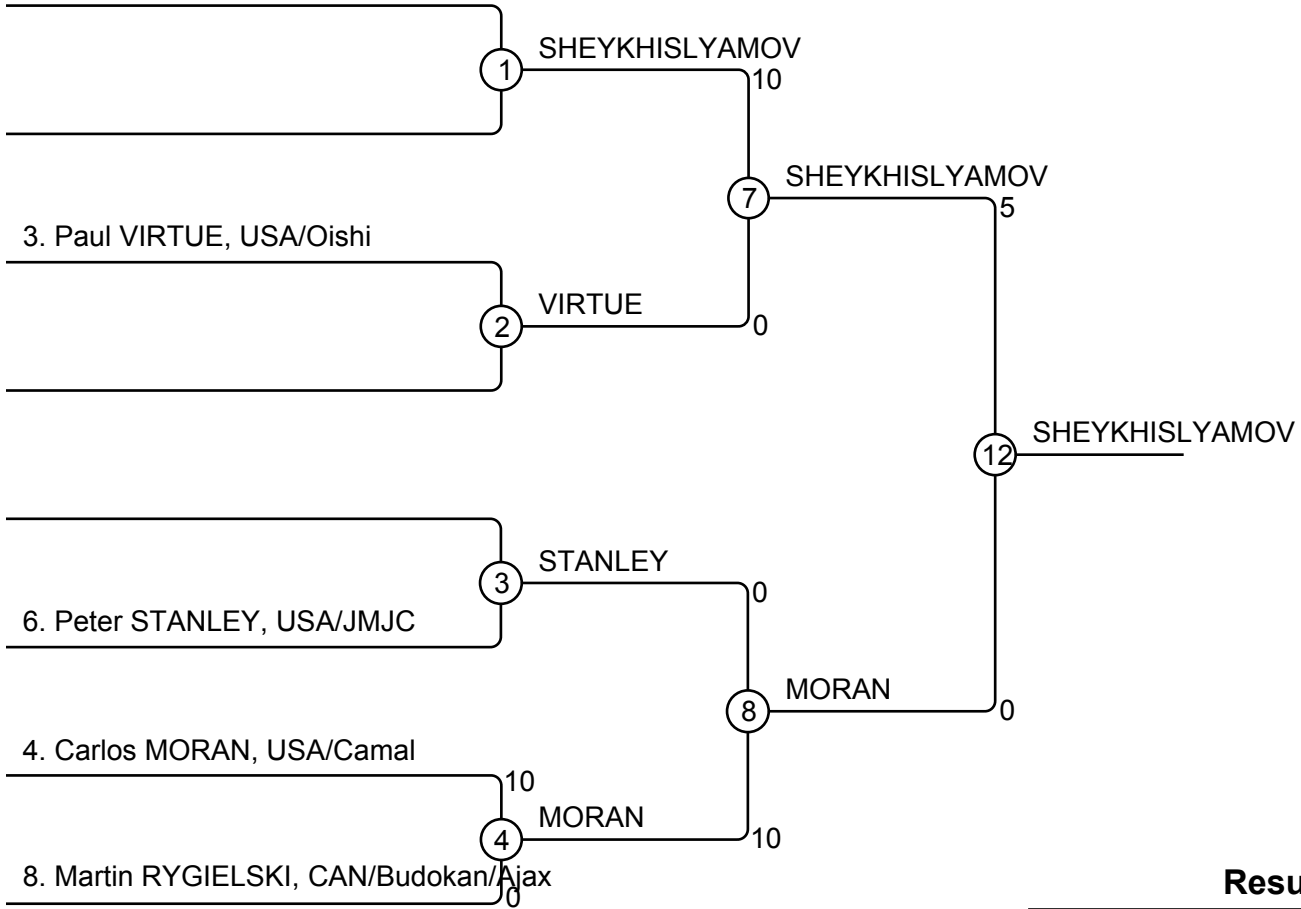 SHEYKHISLYAMOV
1
10
SHEYKHISLYAMOV
7
5
3. Paul VIRTUE, USA/Oishi
VIRTUE
2
0
SHEYKHISLYAMOV
12
STANLEY
3
0
6. Peter STANLEY, USA/JMJC
MORAN
8
0
4. Carlos MORAN, USA/Camal
10
MORAN
4
10
8. Martin RYGIELSKI, CAN/Budokan/Ajax
0
Resu